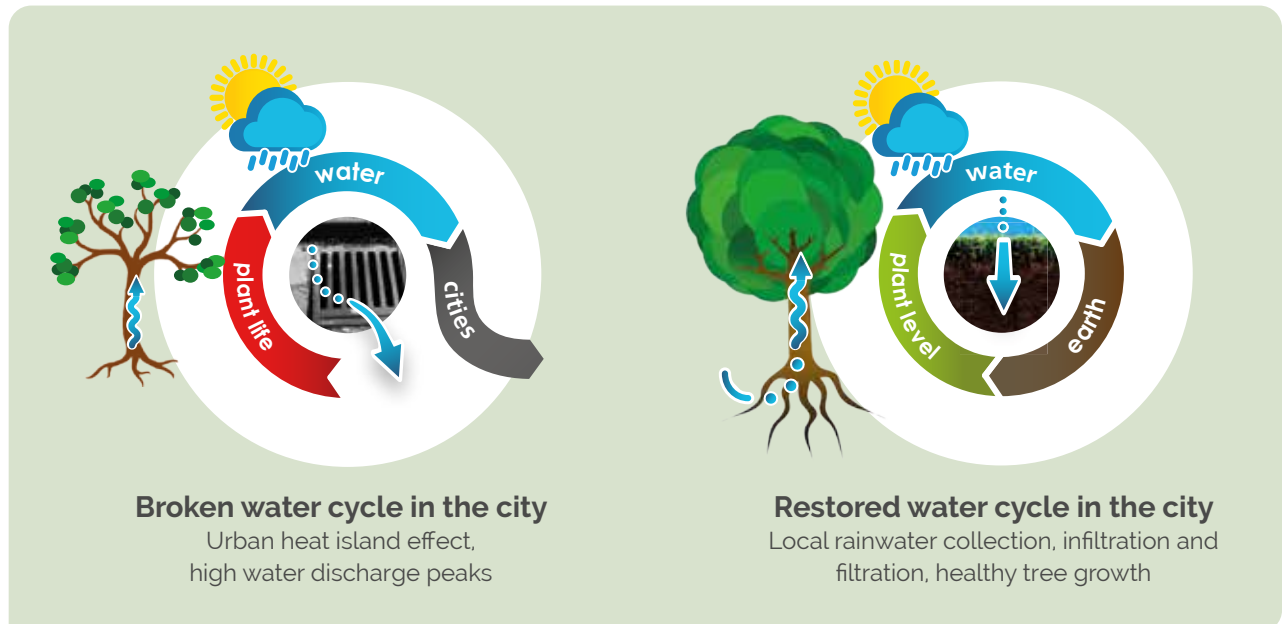 water
plant life
cities
Broken water cycle in the city
Urban heat island effect,
high water discharge peaks
water
plant level
earth
Restored water cycle in the city
Local rainwater collection, infiltration and
filtration, healthy tree growth